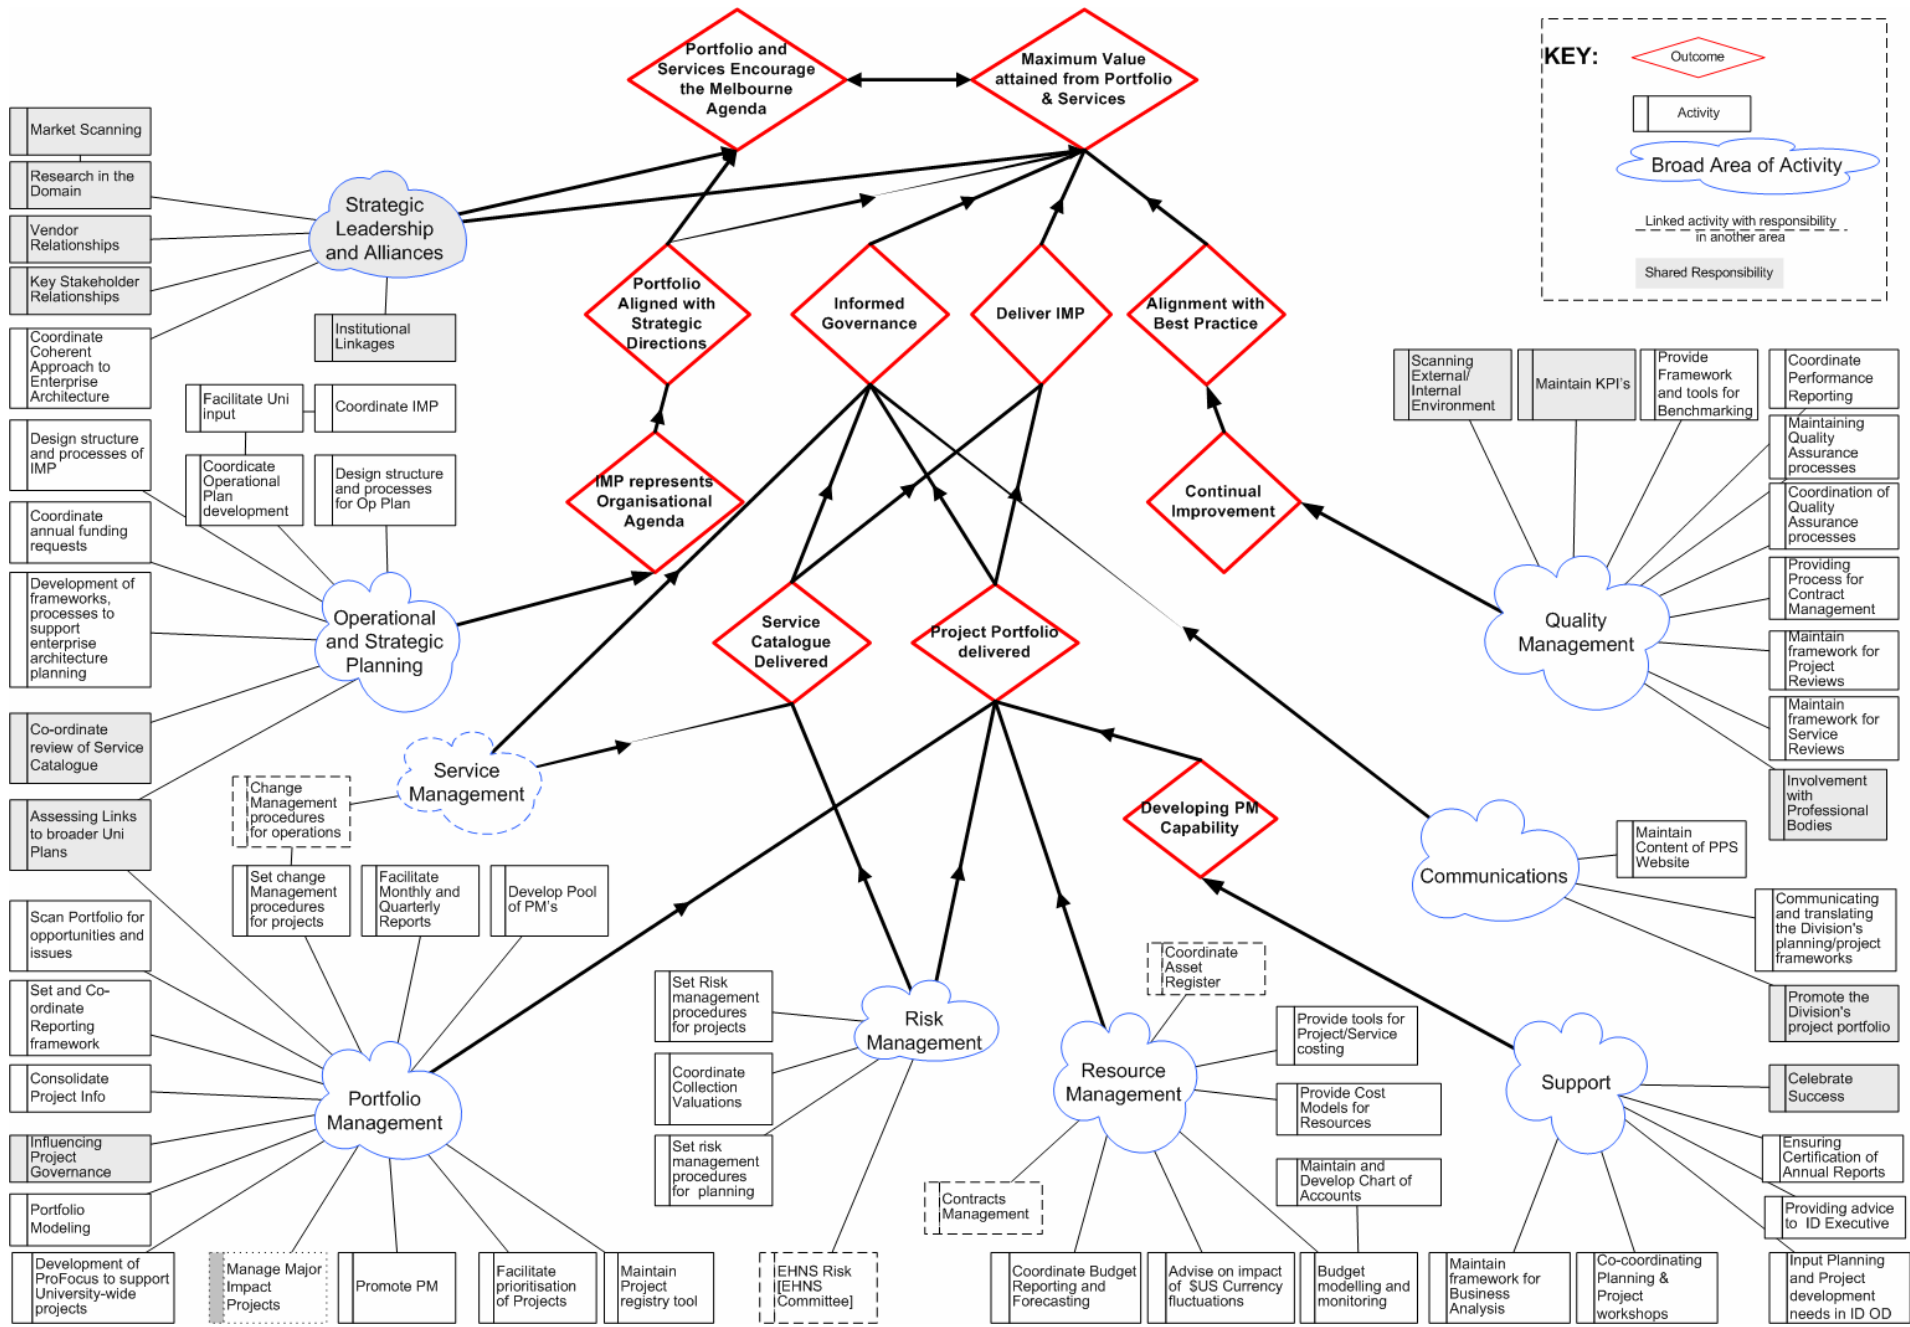 Portfolio and
Services Encourage
the Melbourne
Agenda
Maximum Value
attained from Portfolio
& Services
KEY:
Outcome
Activity
Broad Area of Activity
Linked activity with responsibility
in another area
Shared Responsibility
Market Scanning
Research in the
Domain
Vendor
Relationships
Key Stakeholder
Relationships
Coordinate
Coherent
Approach to
Enterprise
Architecture
Strategic
Leadership
and Alliances
Institutional
Linkages
Portfolio
Aligned with
Strategic
Directions
Informed
Governance
Deliver IMP
Alignment with
Best Practice
Scanning
External/
Internal
Environment
Maintain KPI's
Provide
Framework
and tools for
Benchmarking
Coordinate
Performance
Reporting
Facilitate Uni
input
Coordinate IMP
Design structure
and processes of
IMP
Coordicate
Operational
Plan
development
Design structure
and processes
for Op Plan
IMP represents
Organisational
Agenda
Continual
Improvement
Maintaining
Quality
Assurance
processes
Coordination of
Quality
Assurance
processes
Coordinate
annual funding
requests
Development of
frameworks,
processes to
support
enterprise
architecture
planning
Operational
and Strategic
Planning
Service
Catalogue
Delivered
Project Portfolio
delivered
Quality
Management
Providing
Process for
Contract
Management
Maintain
framework for
Project
Reviews
Maintain
framework for
Service
Reviews
Involvement
with
Professional
Bodies
Co-ordinate
review of Service
Catalogue
Assessing Links
to broader Uni
Plans
Change
Management
procedures
for operations
Service
Management
Developing PM
Capability
Communications
Maintain
Content of PPS
Website
Communicating
and translating
the Division's
planning/project
frameworks
Promote the
Division's
project portfolio
Set change
Management
procedures
for projects
Facilitate
Monthly and
Quarterly
Reports
Develop Pool
of PM's
Scan Portfolio for
opportunities and
issues
Set and Co-
ordinate
Reporting
framework
Consolidate
Project Info
Influencing
Project
Governance
Portfolio
Modeling
Development of
ProFocus to support
University-wide
projects
Portfolio
Management
Manage Major
Impact
Projects
Promote PM
Facilitate
prioritisation
of Projects
Maintain
Project
registry tool
Set Risk
management
procedures
for projects
Coordinate
Collection
Valuations
Set risk
management
procedures
for planning
Risk
Management
EHNS Risk
[EHNS
Committee]
Coordinate
Asset
Register
Resource
Management
Provide tools for
Project/Service
costing
Provide Cost
Models for
Resources
Maintain and
Develop Chart of
Accounts
Contracts
Management
Coordinate Budget
Reporting and
Forecasting
Advise on impact
of $US Currency
fluctuations
Budget
modelling and
monitoring
Support
Celebrate
Success
Ensuring
Certification of
Annual Reports
Providing advice
to ID Executive
Maintain
framework for
Business
Analysis
Co-coordinating
Planning &
Project
workshops
Input Planning
and Project
development
needs in ID OD